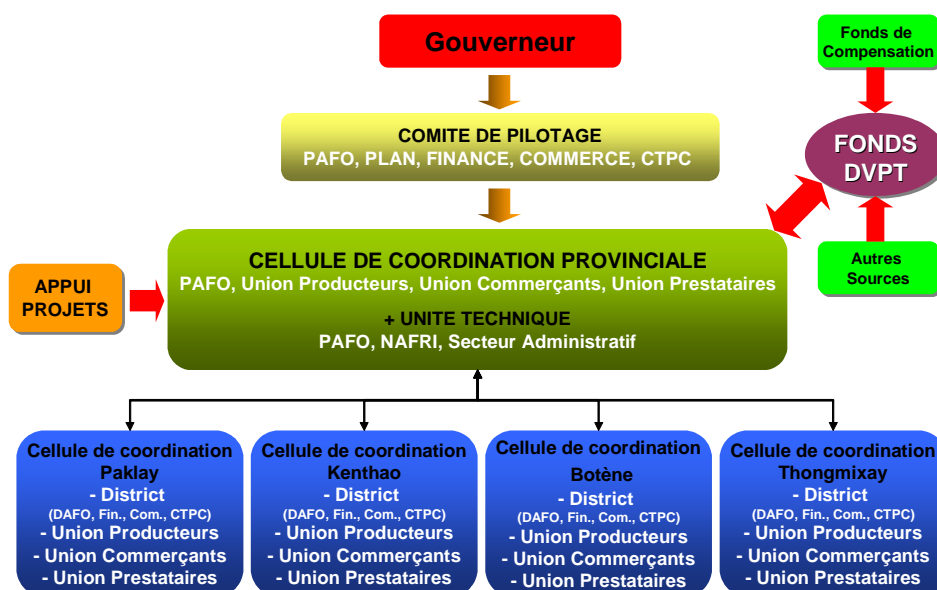 Gouverneur
Fonds de
Compensation
COMITE DE PILOTAGE
PAFO, PLAN, FINANCE, COMMERCE, CTPC
FONDS
DVPT
CELLULE DE COORDINATION PROVINCIALE
PAFO, Union Producteurs, Union Commerçants, Union Prestataires
+ UNITE TECHNIQUE
PAFO, NAFRI, Secteur Administratif
APPUI
PROJETS
Autres
Sources
Cellule de coordination
Paklay
- District
(DAFO, Fin., Com., CTPC)
- Union Producteurs
- Union Commerçants
- Union Prestataires
Cellule de coordination
Kenthao
- District
(DAFO, Fin., Com., CTPC)
- Union Producteurs
- Union Commerçants
- Union Prestataires
Cellule de coordination
Botène
- District
(DAFO, Fin., Com., CTPC)
- Union Producteurs
- Union Commerçants
- Union Prestataires
Cellule de coordination
Thongmixay
- District
(DAFO, Fin., Com., CTPC)
- Union Producteurs
- Union Commerçants
- Union Prestataires